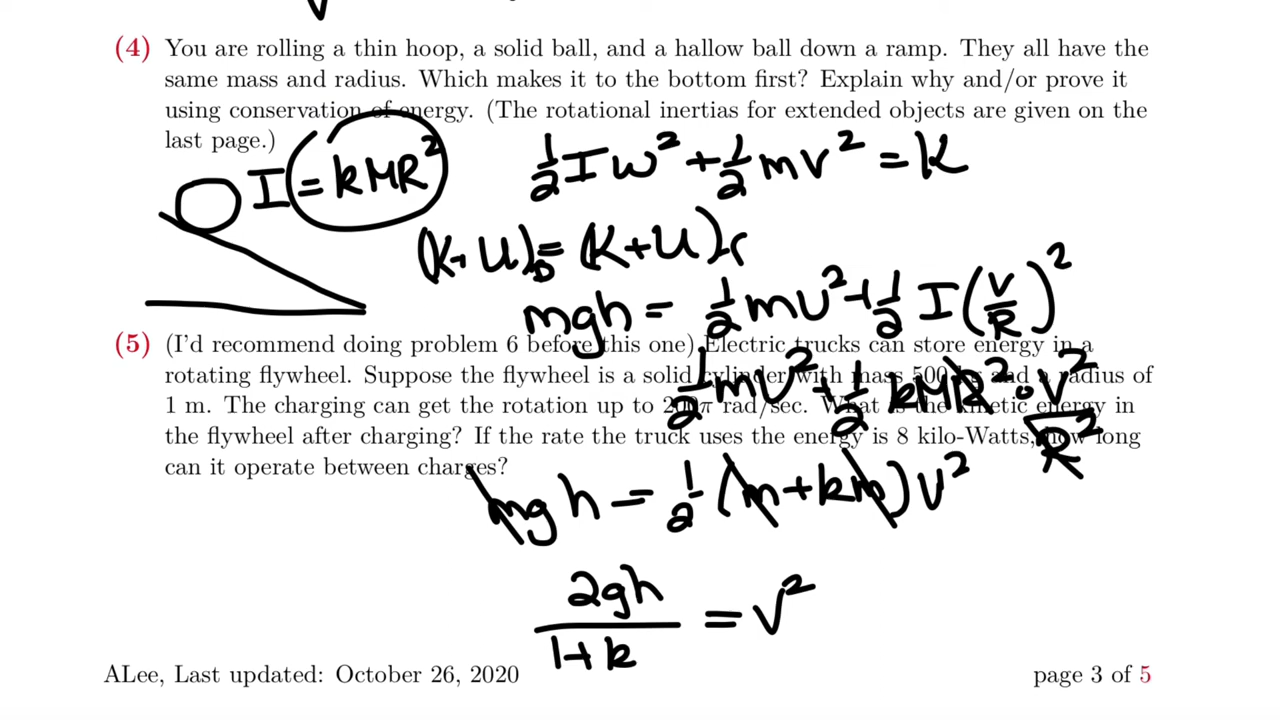 (4) You are rolling a thin hoop, a solid ball, and a hallow ball down a ramp. They all have the
same mass and radius. Which makes it to the bottom first? Explain why and/or prove it
using conservation of energy. (The rotational inertias for extended objects are given on the
last page.)
I = kMR²
½Iω² + ½mv² = K
(K+U)₀ = (K+U)f
mgh = ½mv² + ½I(v/R)²
(5) (I'd recommend doing problem 6 before this one) Electric trucks can store energy in a
rotating flywheel. Suppose the flywheel is a solid cylinder with mass 500 kg and a radius of
1 m. The charging can get the rotation up to 200π rad/sec. What is the kinetic energy in
the flywheel after charging? If the rate the truck uses the energy is 8 kilo-Watts, how long
can it operate between charges?
½mv² + ½kMR² · v²/R²
mgh = ½(m+km)v²
2gh/1+k = v²
ALee, Last updated: October 26, 2020 page 3 of 5